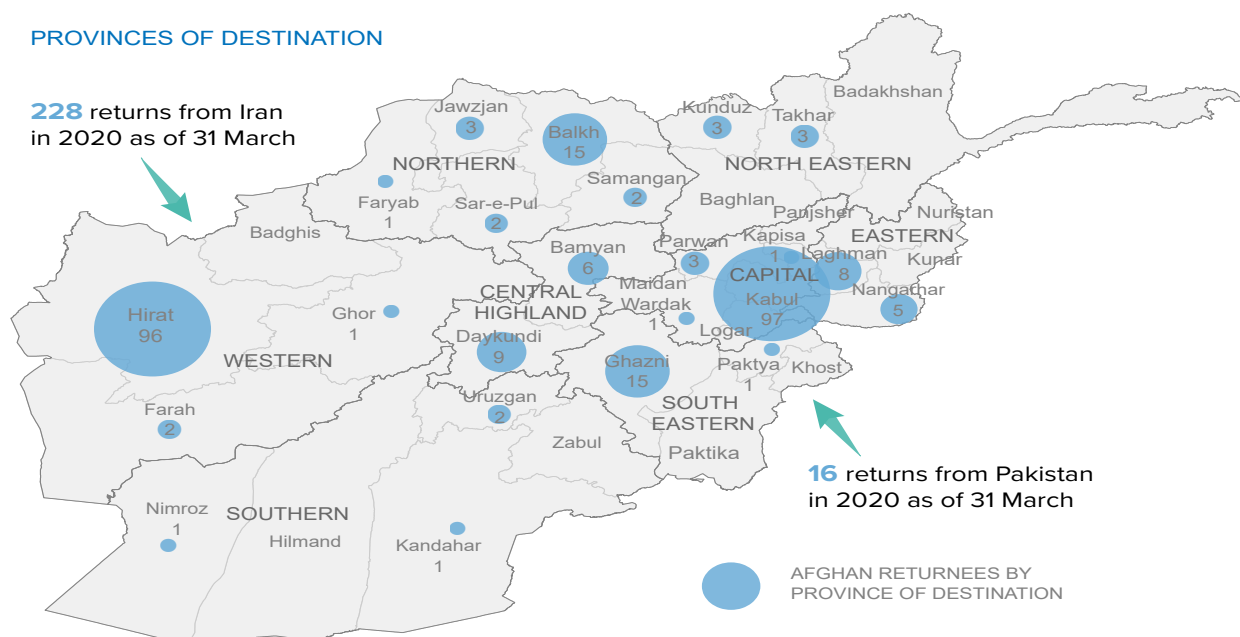 PROVINCES OF DESTINATION
228 returns from Iran
in 2020 as of 31 March
Jawzjan
3
Balkh
15
Kunduz
3
Takhar
3
Badakhshan
NORTHERN
NORTH EASTERN
Faryab
1
Sar-e-Pul
2
Samangan
2
Baghlan
Panjsher
Nuristan
Badghis
Bamyan
6
Parwan
3
Kapisa
1
EASTERN
Laghman
8
Kunar
CAPITAL
Kabul
97
Nangarhar
5
Maidan
Wardak
1
Logar
Hirat
96
Ghor
1
WESTERN
CENTRAL
HIGHLAND
Daykundi
9
Ghazni
15
Paktya
1
Khost
Farah
2
Uruzgan
2
SOUTH
EASTERN
Zabul
Paktika
16 returns from Pakistan
in 2020 as of 31 March
Nimroz
1
SOUTHERN
Hilmand
Kandahar
1
AFGHAN RETURNEES BY
PROVINCE OF DESTINATION